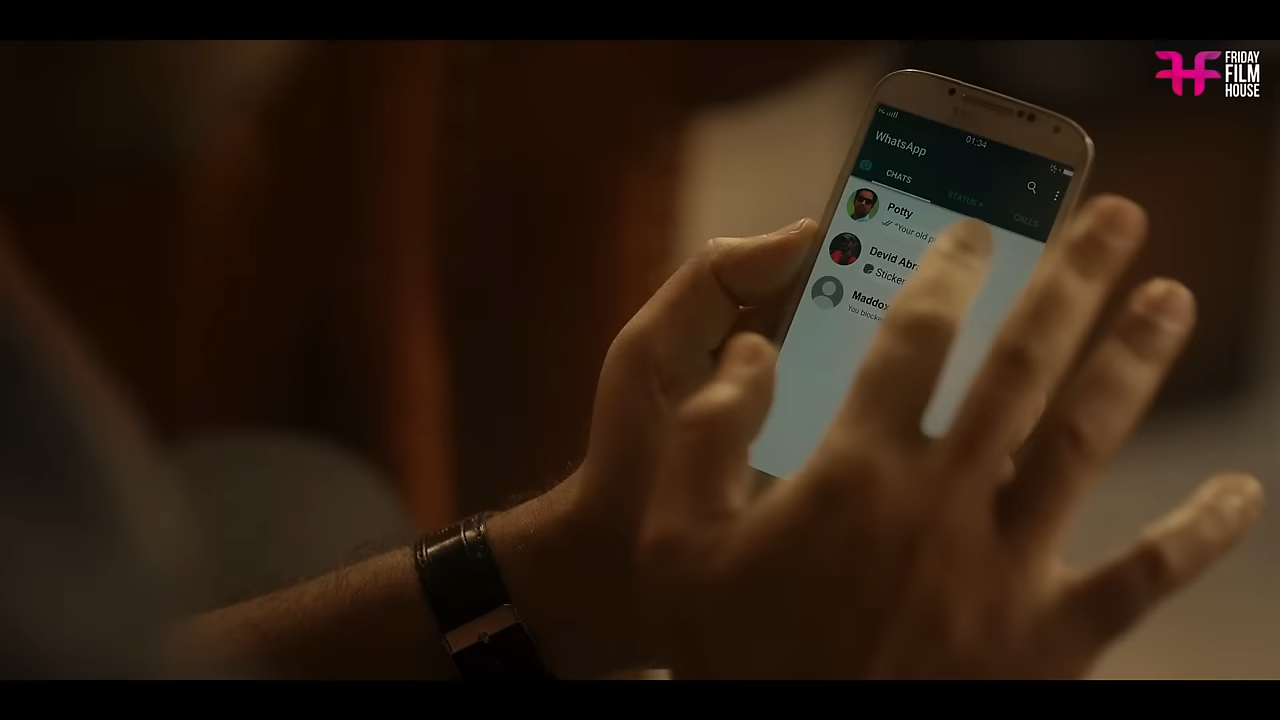 FRIDAY
FILM
HOUSE
01:34
WhatsApp
CHATS
STATUS
CALLS
Potty
"Your old
Devid Abr
Sticker
Maddox
You blocke